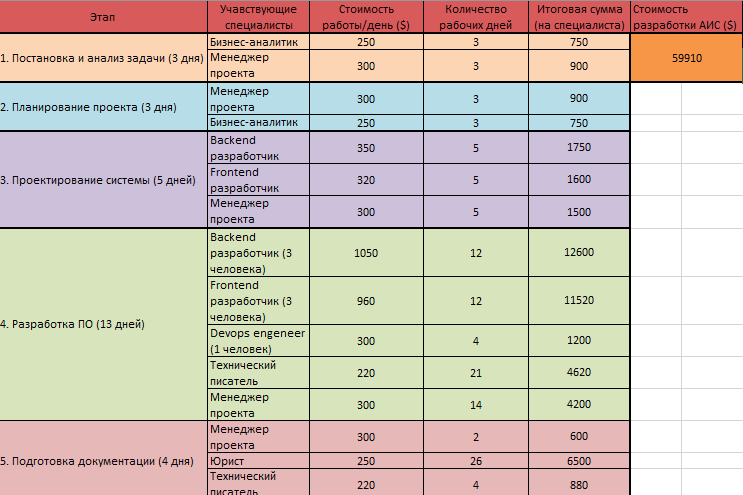 Этап
Учавствующие
специалисты
Стоимость
работы/день ($)
Количество
рабочих дней
Итоговая сумма
(на специалиста)
Стоимость
разработки АИС ($)
1. Постановка и анализ задачи (3 дня)
Бизнес-аналитик
250
3
750
59910
Менеджер
проекта
300
3
900
2. Планирование проекта (3 дня)
Менеджер
проекта
300
3
900
Бизнес-аналитик
250
3
750
3. Проектирование системы (5 дней)
Backend
разработчик
350
5
1750
Frontend
разработчик
320
5
1600
Менеджер
проекта
300
5
1500
4. Разработка ПО (13 дней)
Backend
разработчик (3
человека)
1050
12
12600
Frontend
разработчик (3
человека)
960
12
11520
Devops engeneer
(1 человек)
300
4
1200
Технический
писатель
220
21
4620
Менеджер
проекта
300
14
4200
5. Подготовка документации (4 дня)
Менеджер
проекта
300
2
600
Юрист
250
26
6500
Технический
писатель
220
4
880